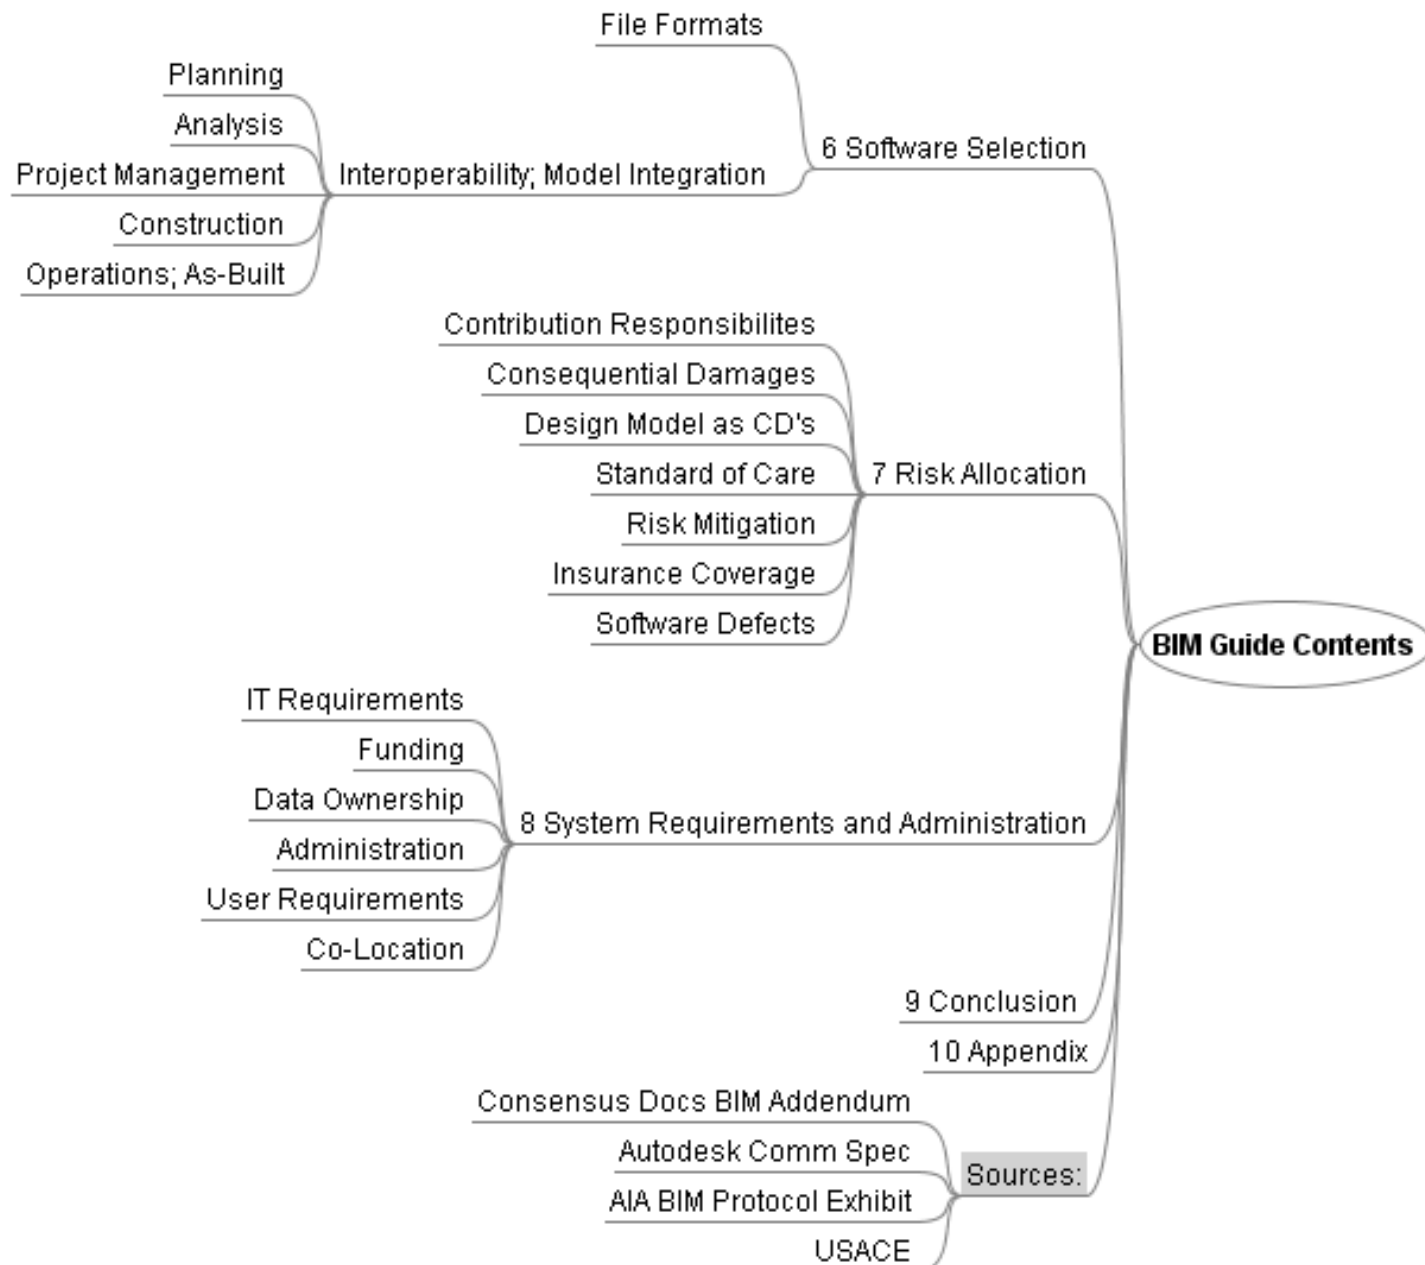 File Formats
Planning
Analysis
Project Management
Construction
Operations; As-Built
Interoperability; Model Integration
6 Software Selection
Contribution Responsibilites
Consequential Damages
Design Model as CD's
Standard of Care
Risk Mitigation
Insurance Coverage
Software Defects
7 Risk Allocation
BIM Guide Contents
IT Requirements
Funding
Data Ownership
Administration
User Requirements
Co-Location
8 System Requirements and Administration
9 Conclusion
10 Appendix
Consensus Docs BIM Addendum
Autodesk Comm Spec
AIA BIM Protocol Exhibit
USACE
Sources: